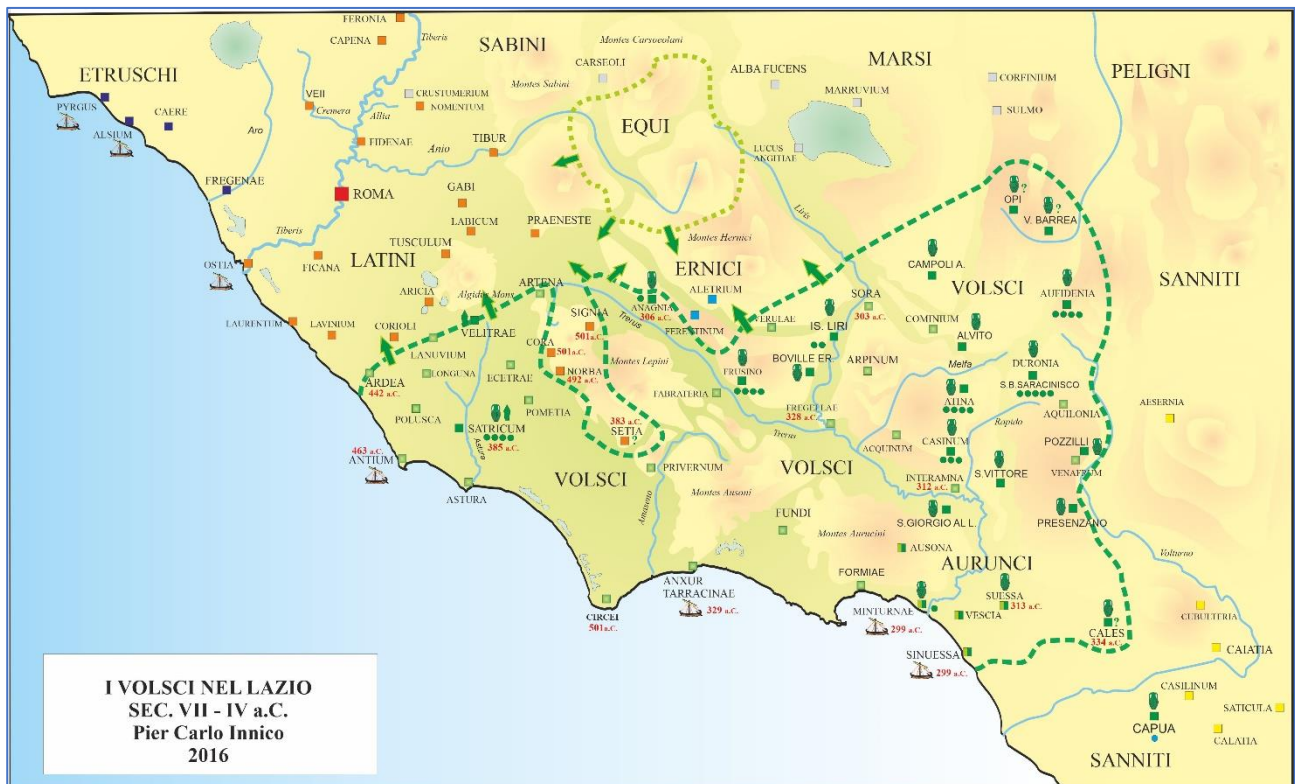 FERONIA
Tiberis
CAPENA
SABINI
Montes Carseolani
MARSI
PELIGNI
ETRUSCHI
CARSEOLI
ALBA FUCENS
CORFINIUM
Montes Sabini
VEII
CRUSTUMERIUM
NOMENTUM
MARRUVIUM
SULMO
PYRGUS
CAERE
Cremera
Allia
ALSIUM
Aro
EQUI
FIDENAE
Anio
TIBUR
LUCUS
ANGITIAE
FREGENAE
ROMA
GABI
OPI
?
V. BARREA
?
LABICUM
PRAENESTE
Liris
Tiberis
TUSCULUM
Montes Hernici
OSTIA
FICANA
LATINI
ERNICI
CAMPOLI A.
VOLSCI
SANNITI
ARICIA
Algidus Mons
ARTENA
ANAGNIA
306 a.C.
ALETRIUM
SORA
303 a.C.
AUFIDENIA
LAURENTUM
LAVINIUM
CORIOLI
VELITRAE
SIGNIA
501 a.C.
Trerus
FERENTINUM
VERULAE
IS. LIRI
COMINIUM
ALVITO
LANUVIUM
CORA
501 a.C.
Montes Lepini
BOVILLE ER.
ARPINUM
Melfa
DURONIA
ARDEA
442 a.C.
LONGUNA
ECETRAE
NORBA
492 a.C.
FRUSINO
S.B.SARACINISCO
POLUSCA
POMETIA
FABRATERIA
ATINA
AQUILONIA
AESERNIA
SATRICUM
385 a.C.
383 a.C.
SETIA
?
FREGELLAE
328 a.C.
Trerus
Rapido
463 a.C.
ANTIUM
Astura
ACQUINUM
CASINUM
POZZILLI
VENAFRUM
VOLSCI
PRIVERNUM
VOLSCI
INTERAMNA
312 a.C.
S.VITTORE
ASTURA
Amaseno
Montes Ausoni
FUNDI
S.GIORGIO AL L.
PRESENZANO
Montes Aurucini
AUSONA
Volturno
AURUNCI
ANXUR
TARRACINAE
329 a.C.
FORMIAE
SUESSA
313 a.C.
CIRCEI
501 a.C.
MINTURNAE
299 a.C.
VESCIA
CALES
?
334 a.C.
CUBULTERIA
SINUESSA
299 a.C.
CAIATIA
I VOLSCI NEL LAZIO
SEC. VII - IV a.C.
Pier Carlo Innico
2016
CASILINUM
SATICULA
CAPUA
CALATIA
SANNITI